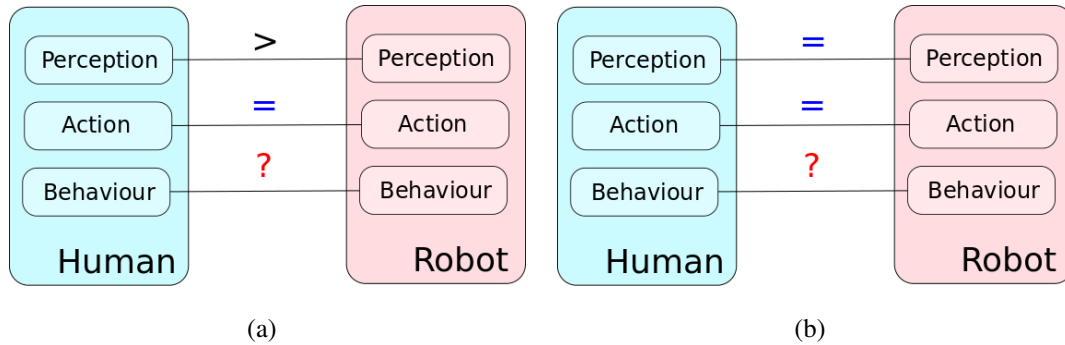 > =
Perception Perception Perception Perception
= =
Action Action Action Action
? ?
Behaviour Behaviour Behaviour Behaviour
Human Robot Human Robot
(a) (b)